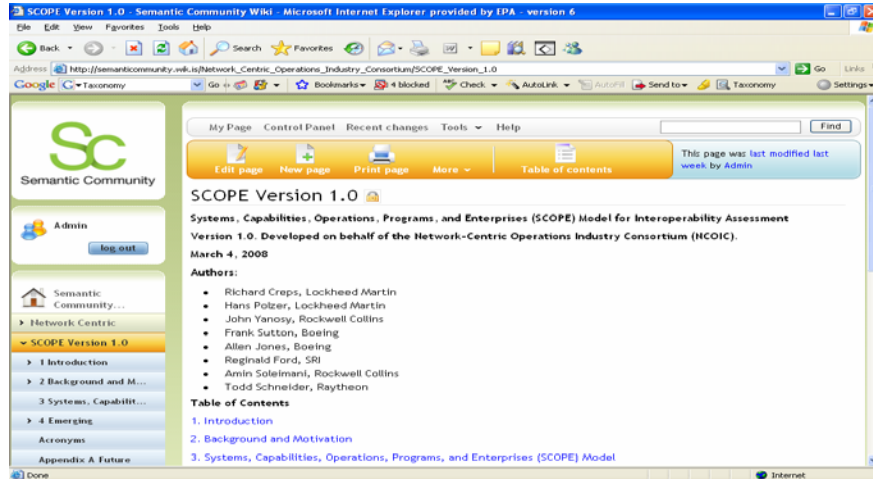 SCOPE Version 1.0 - Semantic Community Wiki - Microsoft Internet Explorer provided by EPA - version 6
File Edit View Favorites Tools Help
Back Search Favorites
Address http://semanticommunity.wik.is/Network_Centric_Operations_Industry_Consortium/SCOPE_Version_1.0 Go Links
Google G Taxonomy Go Bookmarks 4 blocked Check AutoLink AutoFill Send to Taxonomy Settings
My Page Control Panel Recent changes Tools Help Find
Edit page New page Print page More Table of contents
This page was last modified last
week by Admin
Sc
Semantic Community
Admin
log out
Semantic
Community...
Network Centric
SCOPE Version 1.0
1 Introduction
2 Background and M...
3 Systems, Capabilit...
4 Emerging
Acronyms
Appendix A Future
SCOPE Version 1.0
Systems, Capabilities, Operations, Programs, and Enterprises (SCOPE) Model for Interoperability Assessment
Version 1.0. Developed on behalf of the Network-Centric Operations Industry Consortium (NCOIC).
March 4, 2008
Authors:
• Richard Creps, Lockheed Martin
• Hans Polzer, Lockheed Martin
• John Yanosy, Rockwell Collins
• Frank Sutton, Boeing
• Allen Jones, Boeing
• Reginald Ford, SRI
• Amin Soleimani, Rockwell Collins
• Todd Schneider, Raytheon
Table of Contents
1. Introduction
2. Background and Motivation
3. Systems, Capabilities, Operations, Programs, and Enterprises (SCOPE) Model
Done Internet